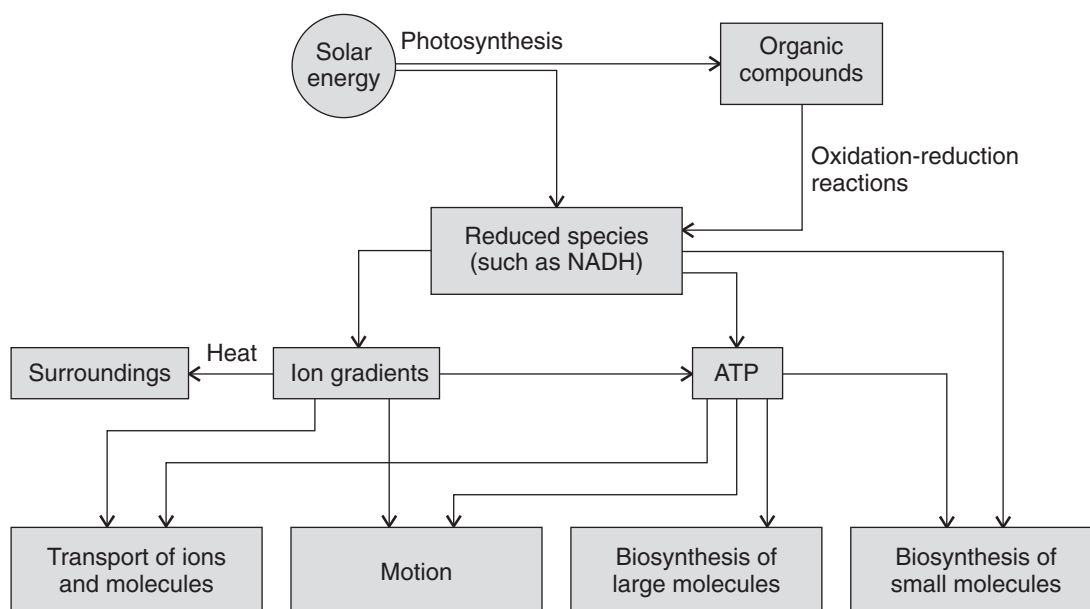 Solar
energy
Photosynthesis
Organic
compounds
Oxidation-reduction
reactions
Reduced species
(such as NADH)
Surroundings
Heat
Ion gradients
ATP
Transport of ions
and molecules
Motion
Biosynthesis of
large molecules
Biosynthesis of
small molecules